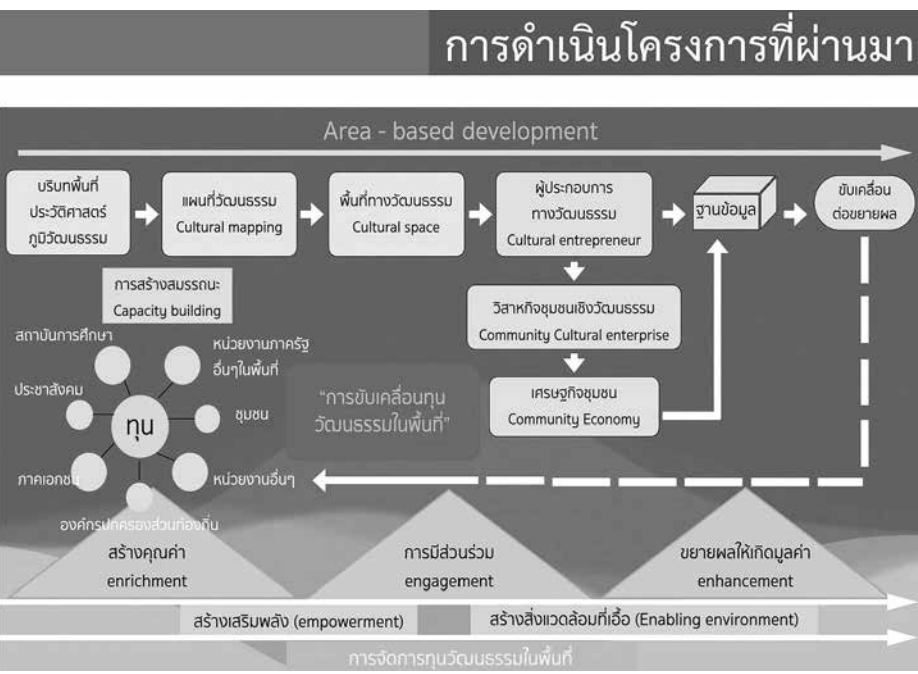 การดำเนินโครงการที่ผ่านมา
Area - based development
บริบทพื้นที่
ประวัติศาสตร์
ภูมิวัฒนธรรม
แผนที่วัฒนธรรม
Cultural mapping
พื้นที่ทางวัฒนธรรม
Cultural space
ผู้ประกอบการ
ทางวัฒนธรรม
Cultural entrepreneur
ฐานข้อมูล
ขับเคลื่อน
ต่อขยายผล
การสร้างสมรรถนะ
Capacity building
วิสาหกิจชุมชนเชิงวัฒนธรรม
Community Cultural enterprise
เศรษฐกิจชุมชน
Community Economy
สถาบันการศึกษา
หน่วยงานภาครัฐ
อื่นๆในพื้นที่
ประชาสังคม
ทุน
ชุมชน
ภาคเอกชน
หน่วยงานอื่นๆ
องค์กรปกครองส่วนท้องถิ่น
“การขับเคลื่อนทุน
วัฒนธรรมในพื้นที่”
สร้างคุณค่า
enrichment
การมีส่วนร่วม
engagement
ขยายผลให้เกิดมูลค่า
enhancement
สร้างเสริมพลัง (empowerment)
สร้างสิ่งแวดล้อมที่เอื้อ (Enabling environment)
การจัดการทุนวัฒนธรรมในพื้นที่